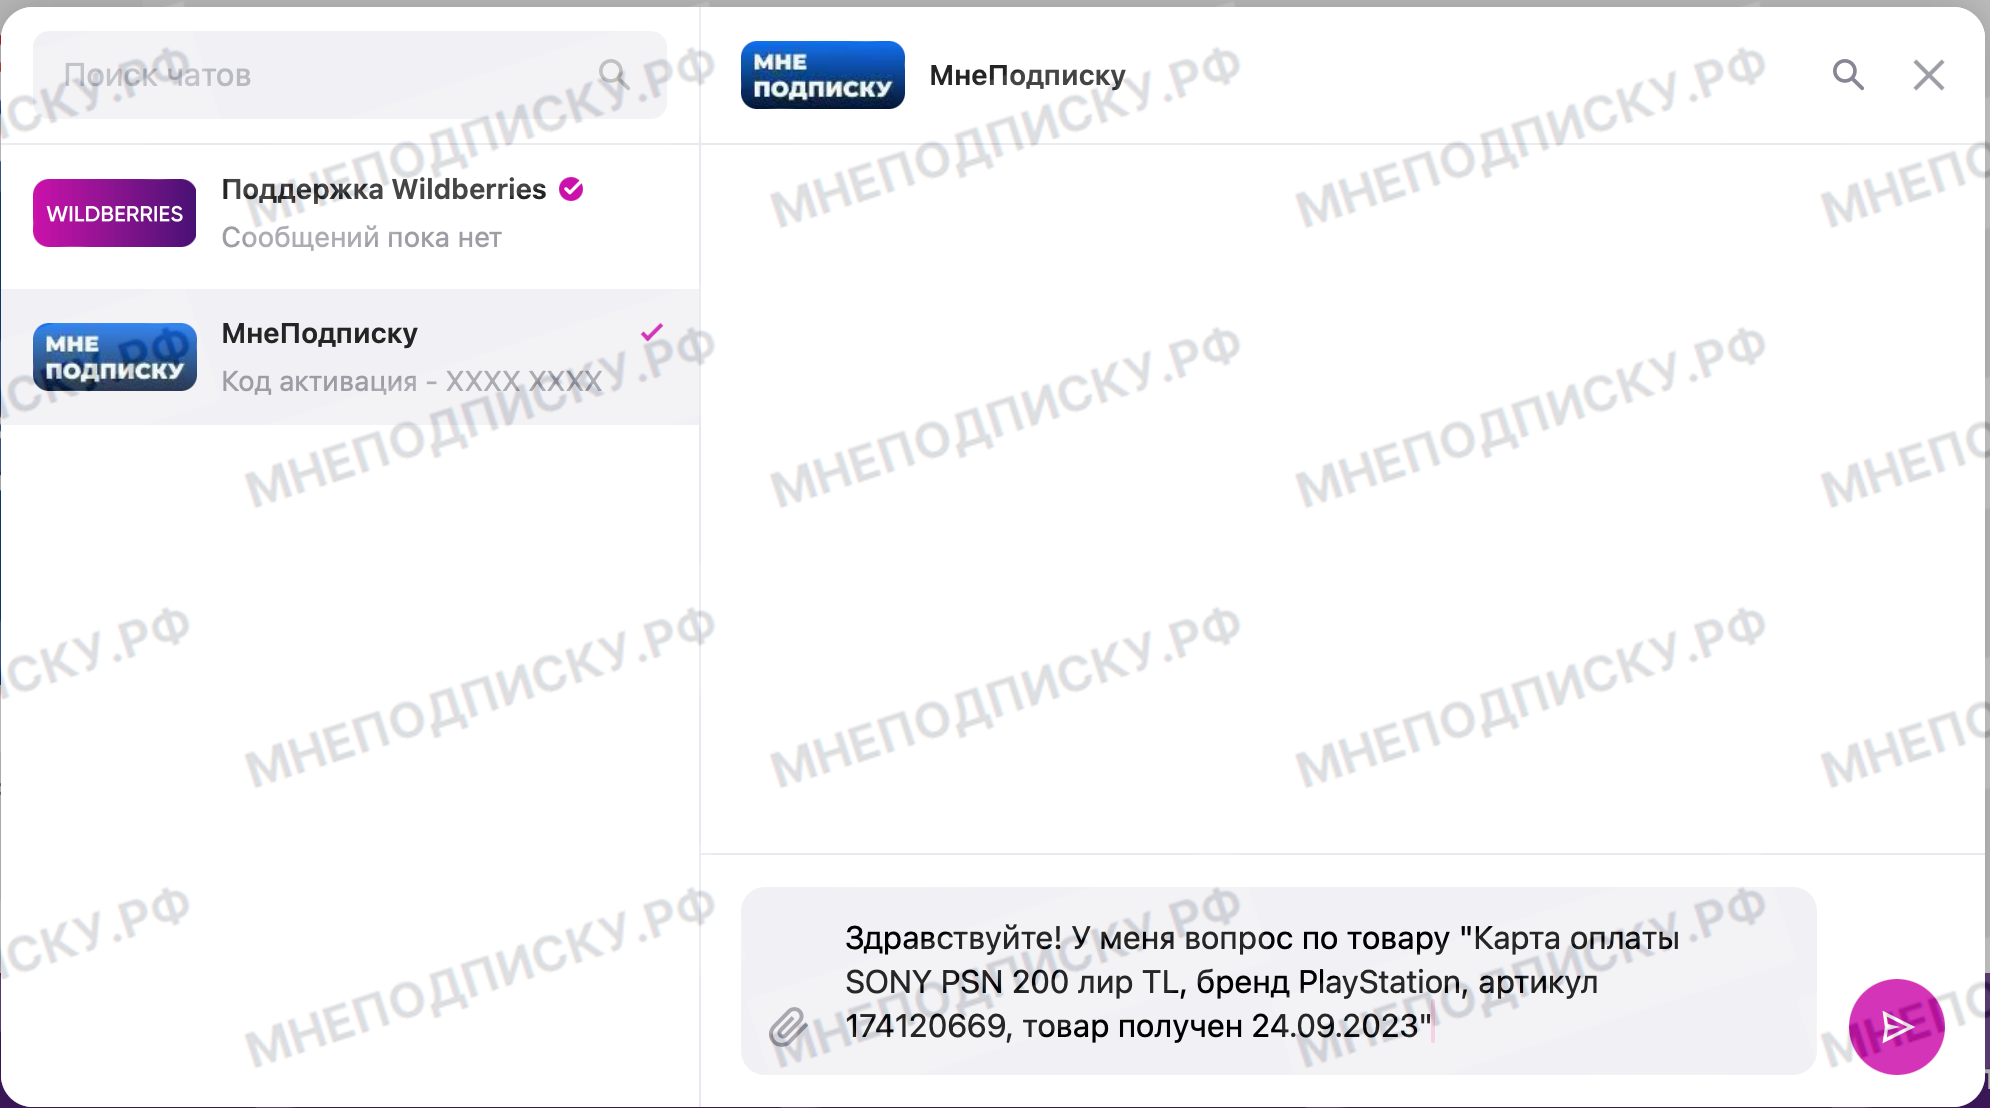 Поиск чатов
WILDBERRIES
Поддержка Wildberries
Сообщений пока нет
МНЕ
ПОДПИСКУ
МнеПодписку
Код активация - XXXX XXXX
МНЕ
ПОДПИСКУ
МнеПодписку
Здравствуйте! У меня вопрос по товару "Карта оплаты
SONY PSN 200 лир TL, бренд PlayStation, артикул
174120669, товар получен 24.09.2023"
МНЕПОДПИСКУ.РФ